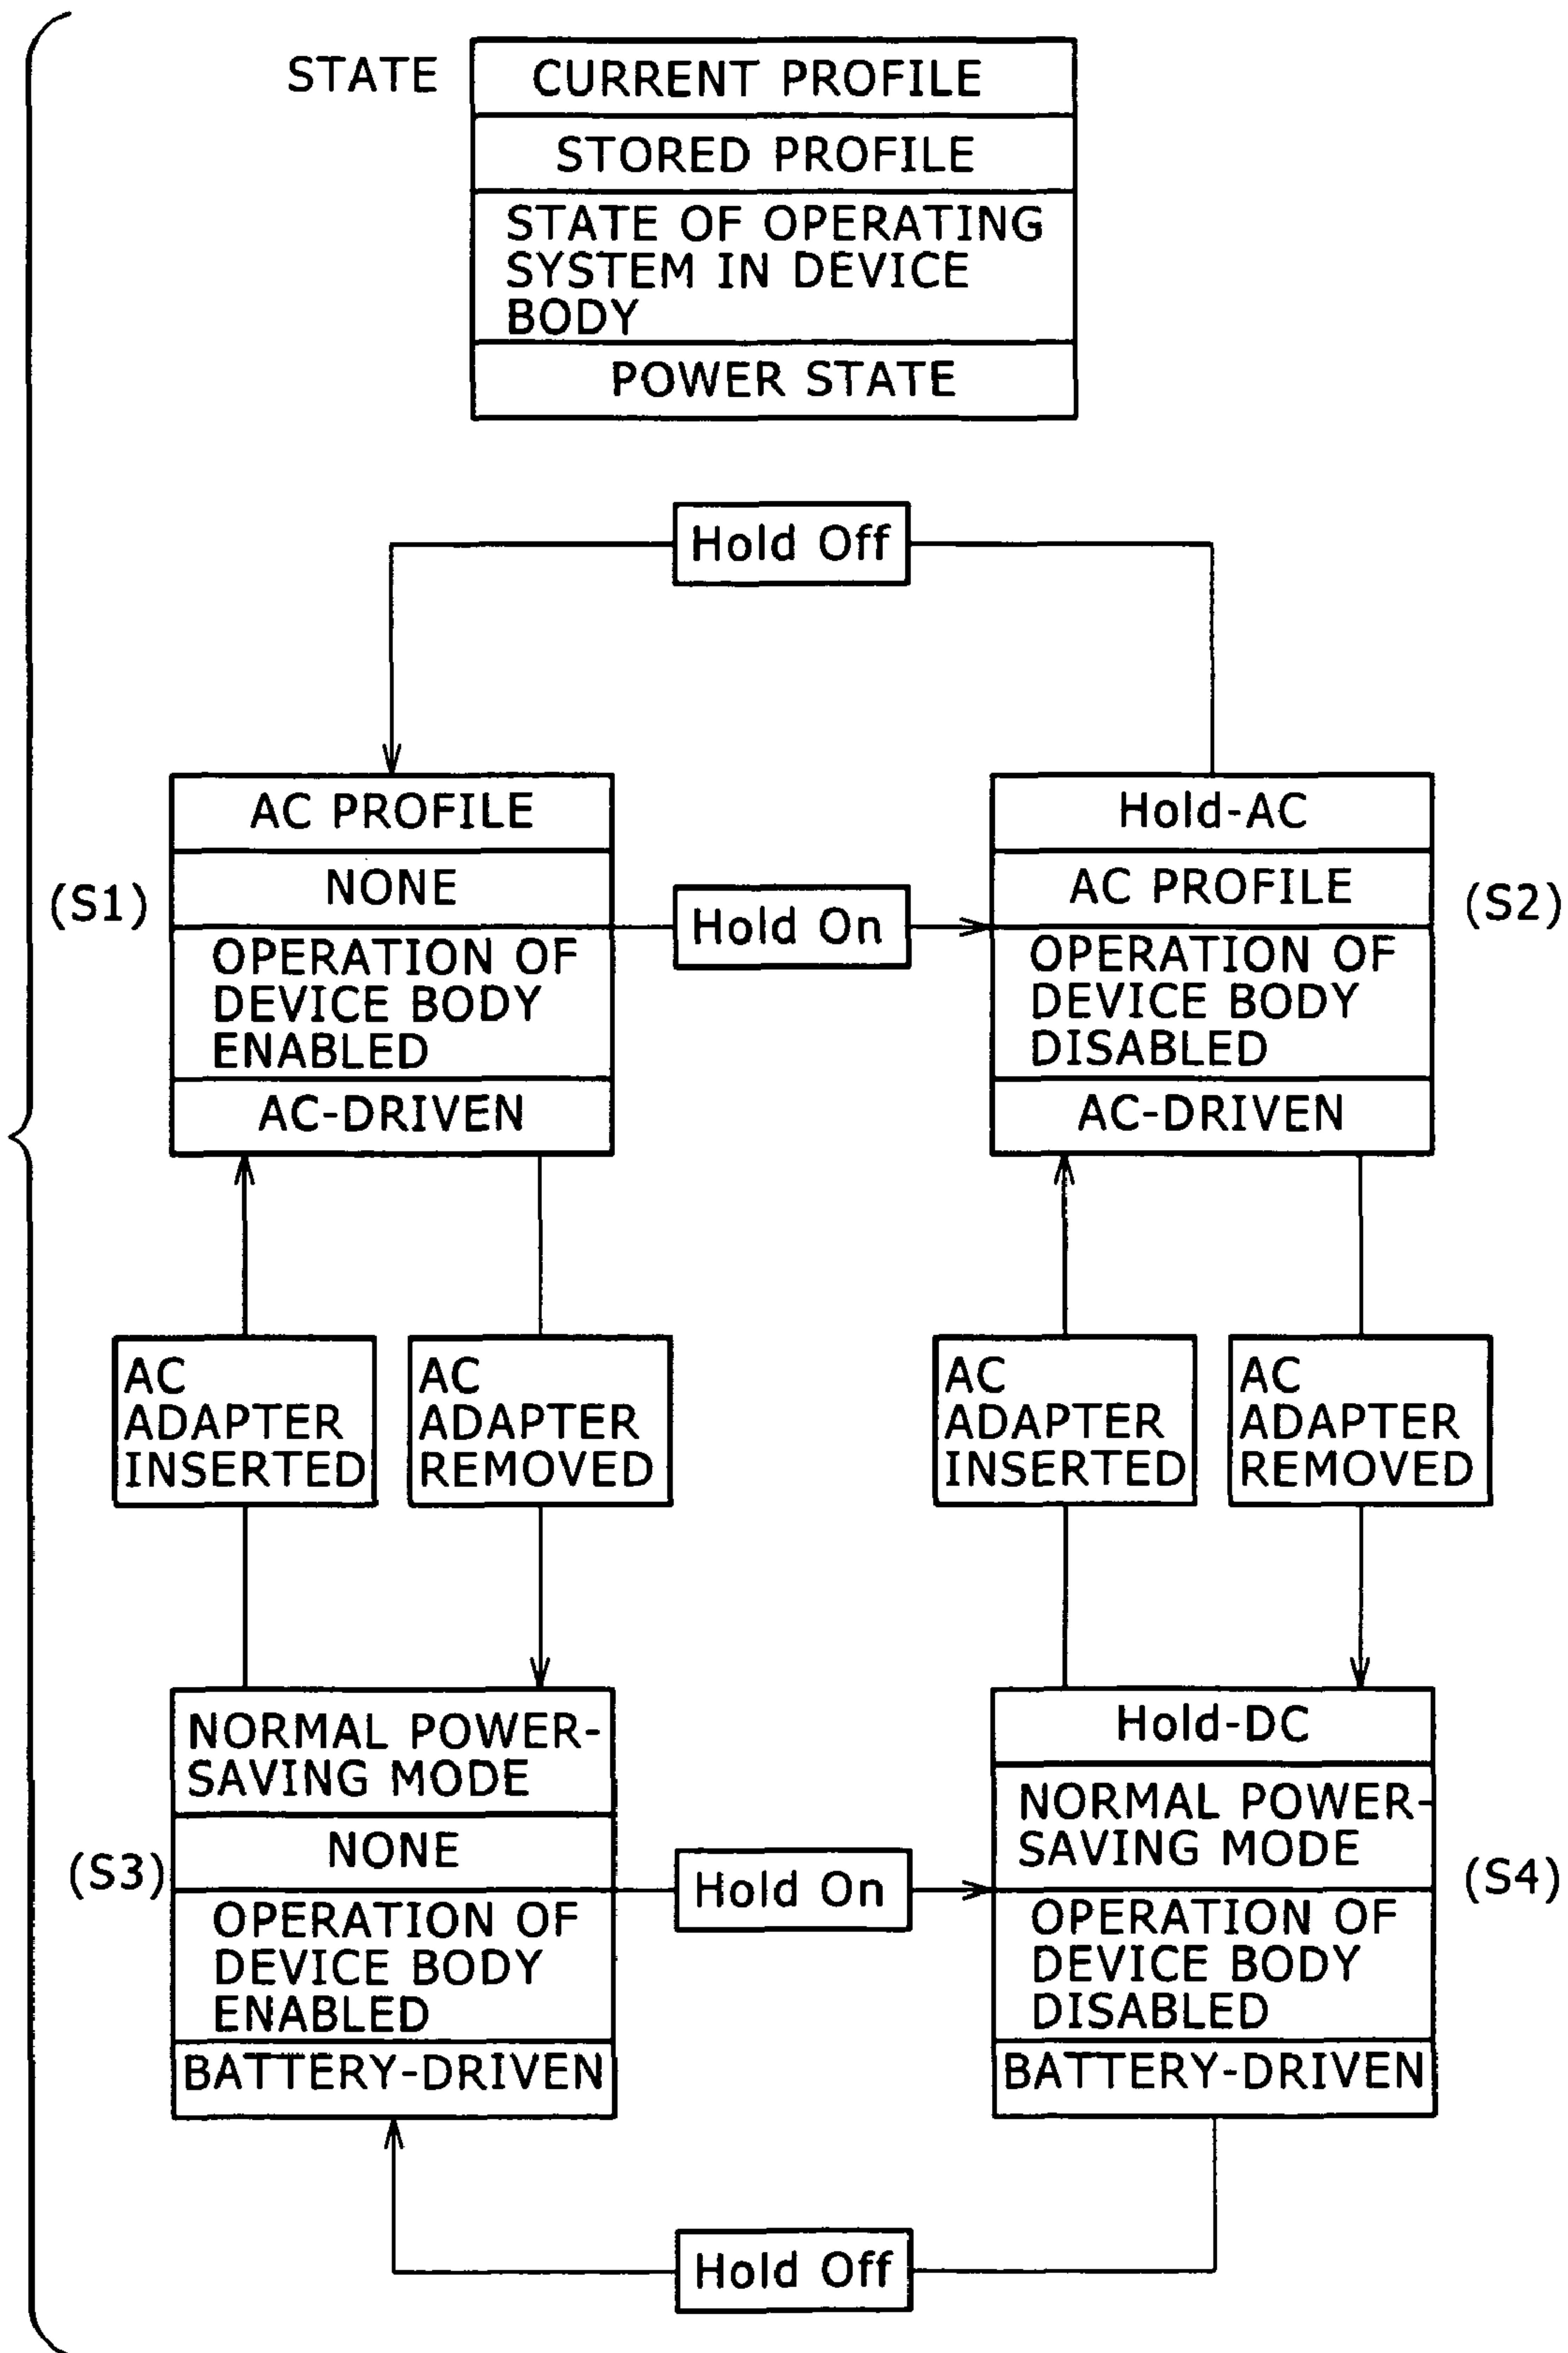 STATE
CURRENT PROFILE
STORED PROFILE
STATE OF OPERATING
SYSTEM IN DEVICE
BODY
POWER STATE
Hold Off
(S1)
AC PROFILE
NONE
OPERATION OF
DEVICE BODY
ENABLED
AC-DRIVEN
Hold On
Hold-AC
AC PROFILE
OPERATION OF
DEVICE BODY
DISABLED
AC-DRIVEN
(S2)
AC
ADAPTER
INSERTED
AC
ADAPTER
REMOVED
AC
ADAPTER
INSERTED
AC
ADAPTER
REMOVED
(S3)
NORMAL POWER-
SAVING MODE
NONE
OPERATION OF
DEVICE BODY
ENABLED
BATTERY-DRIVEN
Hold On
Hold-DC
NORMAL POWER-
SAVING MODE
OPERATION OF
DEVICE BODY
DISABLED
BATTERY-DRIVEN
(S4)
Hold Off